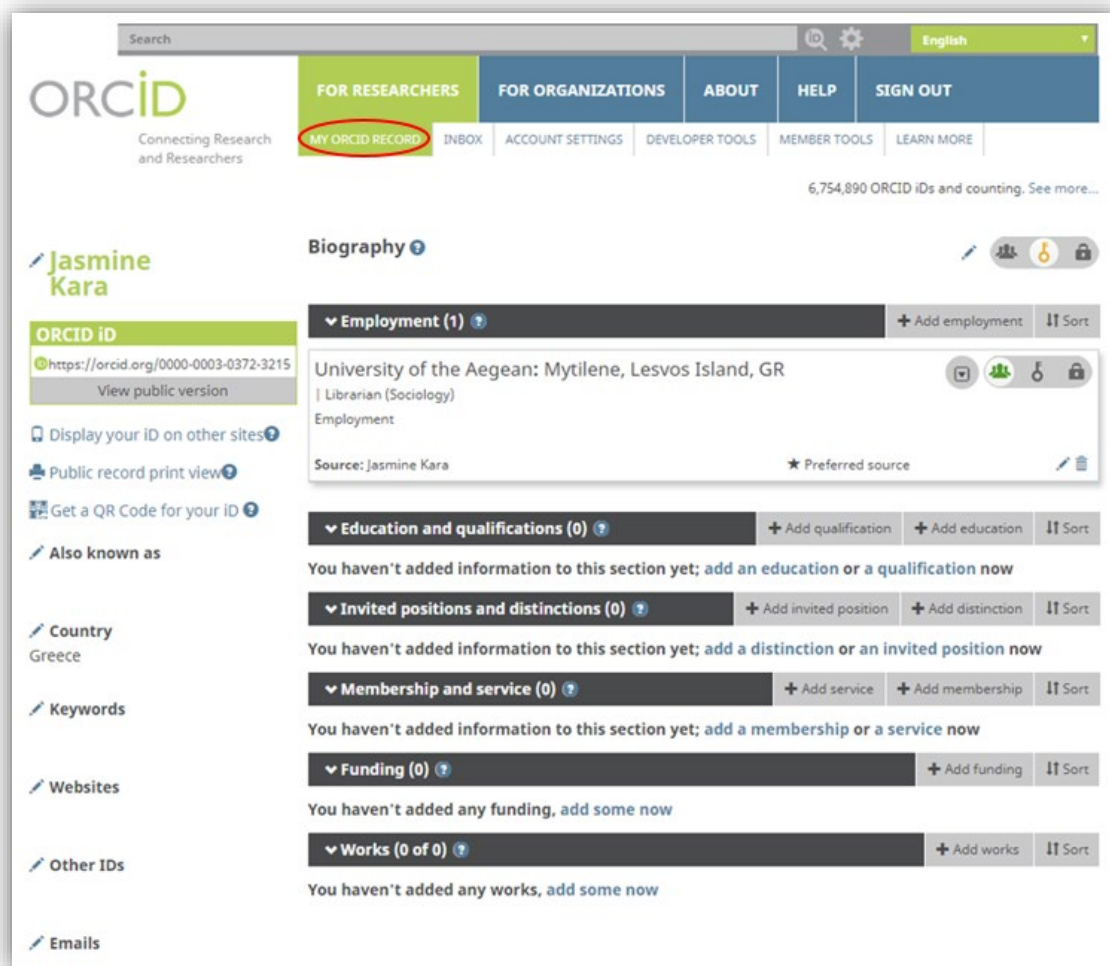 Search
English
ORCID
Connecting Research
and Researchers
FOR RESEARCHERS FOR ORGANIZATIONS ABOUT HELP SIGN OUT
MY ORCID RECORD INBOX ACCOUNT SETTINGS DEVELOPER TOOLS MEMBER TOOLS LEARN MORE
6,754,890 ORCID iDs and counting. See more...
Jasmine
Kara
ORCID iD
https://orcid.org/0000-0003-0372-3215
View public version
Display your iD on other sites
Public record print view
Get a QR Code for your iD
Also known as
Country
Greece
Keywords
Websites
Other IDs
Emails
Biography
Employment (1) Add employment Sort
University of the Aegean: Mytilene, Lesvos Island, GR
| Librarian (Sociology)
Employment
Source: Jasmine Kara Preferred source
Education and qualifications (0) Add qualification Add education Sort
You haven't added information to this section yet; add an education or a qualification now
Invited positions and distinctions (0) Add invited position Add distinction Sort
You haven't added information to this section yet; add a distinction or an invited position now
Membership and service (0) Add service Add membership Sort
You haven't added information to this section yet; add a membership or a service now
Funding (0) Add funding Sort
You haven't added any funding, add some now
Works (0 of 0) Add works Sort
You haven't added any works, add some now